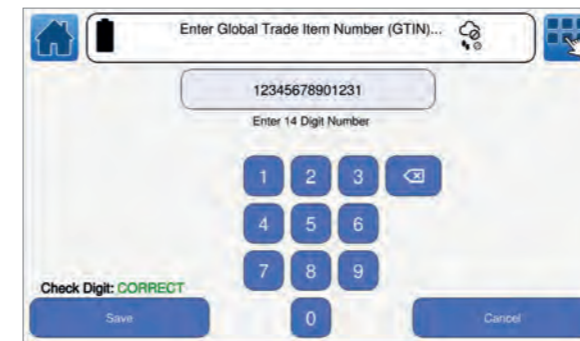 Enter Global Trade Item Number (GTIN)...
12345678901231
Enter 14 Digit Number
1 2 3
4 5 6
7 8 9
Check Digit: CORRECT
Save 0 Cancel